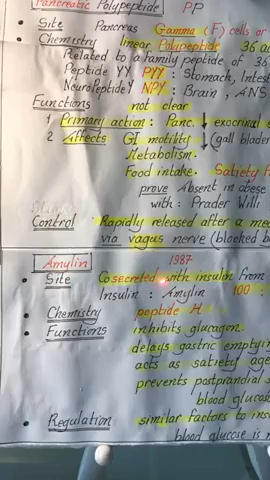 Pancreatic Polypeptide PP
• Site Pancreas Gamma (F) cells or
• Chemistry linear Polypeptide 36 a
Related to a family peptide of 36
Peptide YY PYY: Stomach, Intest
NeuroPeptide Y NPY: Brain, ANS
Functions not clear
1 Primary action: Panc. ↓ exocrine
2 Affects GI motility ↓ (gall bladder
Metabolism.
Food intake. Satiety
prove Absent in obese
with: Prader Willi
Control Rapidly released after a me
via vagus nerve (blocked b
Amylin 1987
• Site Cosecreted with insulin from
Insulin : Amylin 100:
• Chemistry peptide H
• Functions inhibits glucagon.
delays gastric emptyin
acts as satiety age
prevents postprandial
blood glucose
• Regulation similar factors to ins
blood glucose is